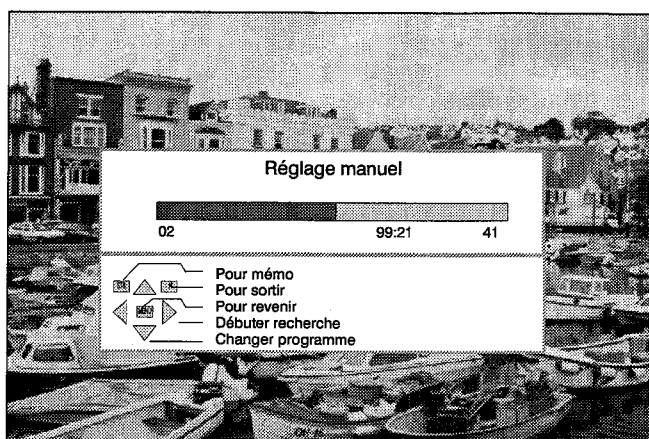 Réglage manuel
02 99:21 41
Pour mémo
Pour sortir
Pour revenir
Débuter recherche
Changer programme